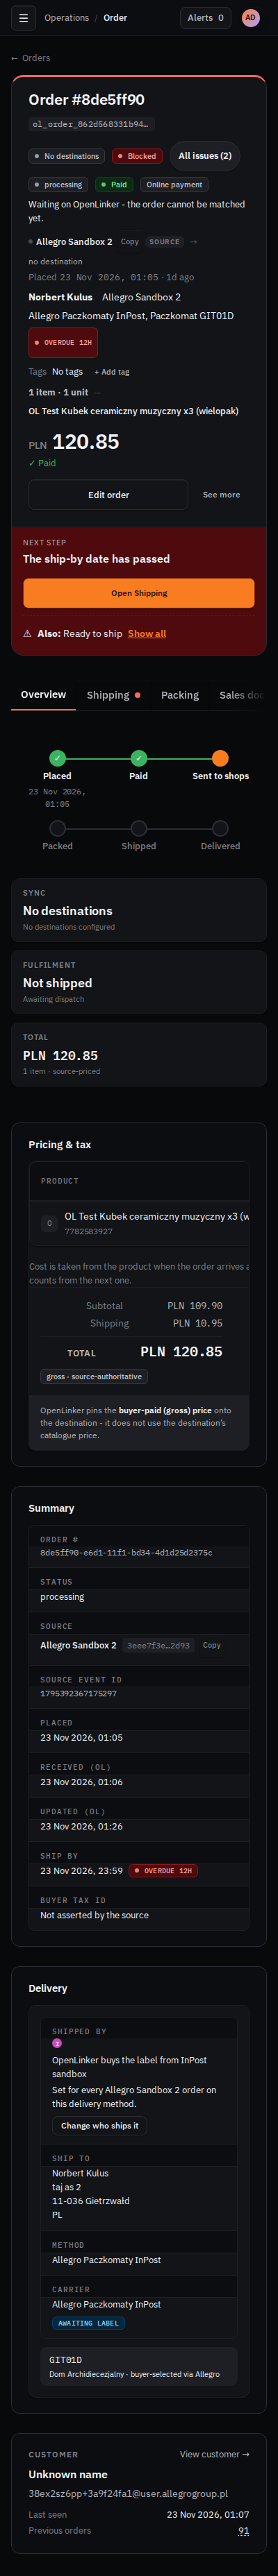 Operations / Order
Alerts 0
AD
← Orders
Order #8de5ff90
ol_order_862d568331b94…
No destinations
Blocked
All issues (2)
processing
Paid
Online payment
Waiting on OpenLinker - the order cannot be matched
yet.
Allegro Sandbox 2 Copy SOURCE →
no destination
Placed 23 Nov 2026, 01:05 · 1d ago
Norbert Kulus Allegro Sandbox 2
Allegro Paczkomaty InPost, Paczkomat GIT01D
OVERDUE 12H
Tags No tags + Add tag
1 item · 1 unit —
OL Test Kubek ceramiczny muzyczny x3 (wielopak)
PLN 120.85
✓ Paid
Edit order
See more
NEXT STEP
The ship-by date has passed
Open Shipping
⚠ Also: Ready to ship Show all
Overview
Shipping
Packing
Sales doc
✓
✓
Placed
Paid
Sent to shops
23 Nov 2026,
01:05
Packed
Shipped
Delivered
SYNC
No destinations
No destinations configured
FULFILMENT
Not shipped
Awaiting dispatch
TOTAL
PLN 120.85
1 item · source-priced
Pricing & tax
PRODUCT
O
OL Test Kubek ceramiczny muzyczny x3 (w
7782583927
Cost is taken from the product when the order arrives a
counts from the next one.
Subtotal PLN 109.90
Shipping PLN 10.95
TOTAL PLN 120.85
gross · source-authoritative
OpenLinker pins the buyer-paid (gross) price onto
the destination - it does not use the destination's
catalogue price.
Summary
ORDER #
8de5ff90-e6d1-11f1-bd34-4d1d25d2375c
STATUS
processing
SOURCE
Allegro Sandbox 2 3eee7f3e…2d93 Copy
SOURCE EVENT ID
1795392367175297
PLACED
23 Nov 2026, 01:05
RECEIVED (OL)
23 Nov 2026, 01:06
UPDATED (OL)
23 Nov 2026, 01:26
SHIP BY
23 Nov 2026, 23:59 OVERDUE 12H
BUYER TAX ID
Not asserted by the source
Delivery
SHIPPED BY
I
OpenLinker buys the label from InPost
sandbox
Set for every Allegro Sandbox 2 order on
this delivery method.
Change who ships it
SHIP TO
Norbert Kulus
taj as 2
11-036 Gietrzwałd
PL
METHOD
Allegro Paczkomaty InPost
CARRIER
Allegro Paczkomaty InPost
AWAITING LABEL
GIT01D
Dom Archidiecezjalny · buyer-selected via Allegro
CUSTOMER
View customer →
Unknown name
38ex2sz6pp+3a9f24fa1@user.allegrogroup.pl
Last seen 23 Nov 2026, 01:07
Previous orders 91